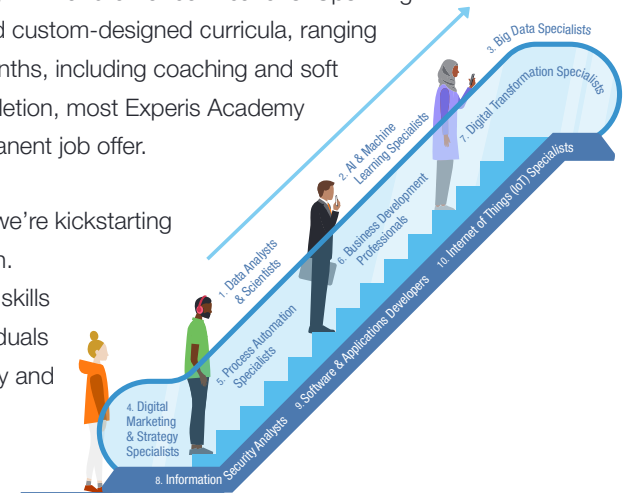 d custom-designed curricula, ranging
nths, including coaching and soft
letion, most Experis Academy
anent job offer.
we're kickstarting
n.
skills
duals
y and
1. Data Analysts
& Scientists
2. AI & Machine
Learning Specialists
3. Big Data Specialists
4. Digital
Marketing
& Strategy
Specialists
5. Process Automation
Specialists
6. Business Development
Professionals
7. Digital Transformation Specialists
8. Information Security Analysts
9.Software & Applications Developers
10. Internet of Things (IoT) Specialists